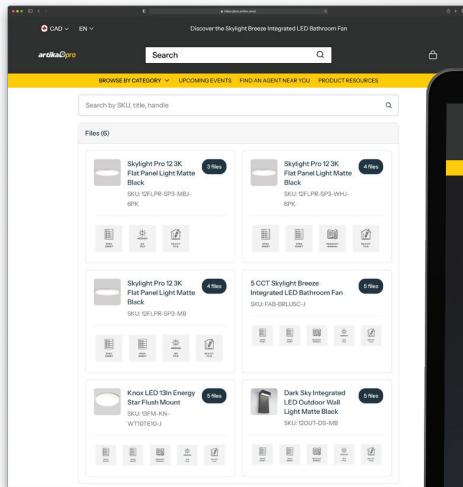 CAD EN Discover the Skylight Breeze Integrated LED Bathroom Fan
artika pro Search
BROWSE BY CATEGORY UPCOMING EVENTS FIND AN AGENT NEAR YOU PRODUCT RESOURCES
Search by SKU, title, handle
Files (6)
Skylight Pro 12 3K
Flat Panel Light Matte
Black
3 files
SKU: 12FLPR-SP3-MBJ-
6PK
Skylight Pro 12 3K
Flat Panel Light Matte
Black
4 files
SKU: 12FLPR-SP3-WHJ-
6PK
Skylight Pro 12 3K
Flat Panel Light Matte
Black
4 files
SKU: 12FLPR-SP3-MB
5 CCT Skylight Breeze
Integrated LED Bathroom Fan
5 files
SKU: FAB-BRLU5C-J
Knox LED 13In Energy
Star Flush Mount
5 files
SKU: 13FM-KN-
WT10TE10-J
Dark Sky Integrated
LED Outdoor Wall
Light Matte Black
5 files
SKU: 12OUT-DS-MB